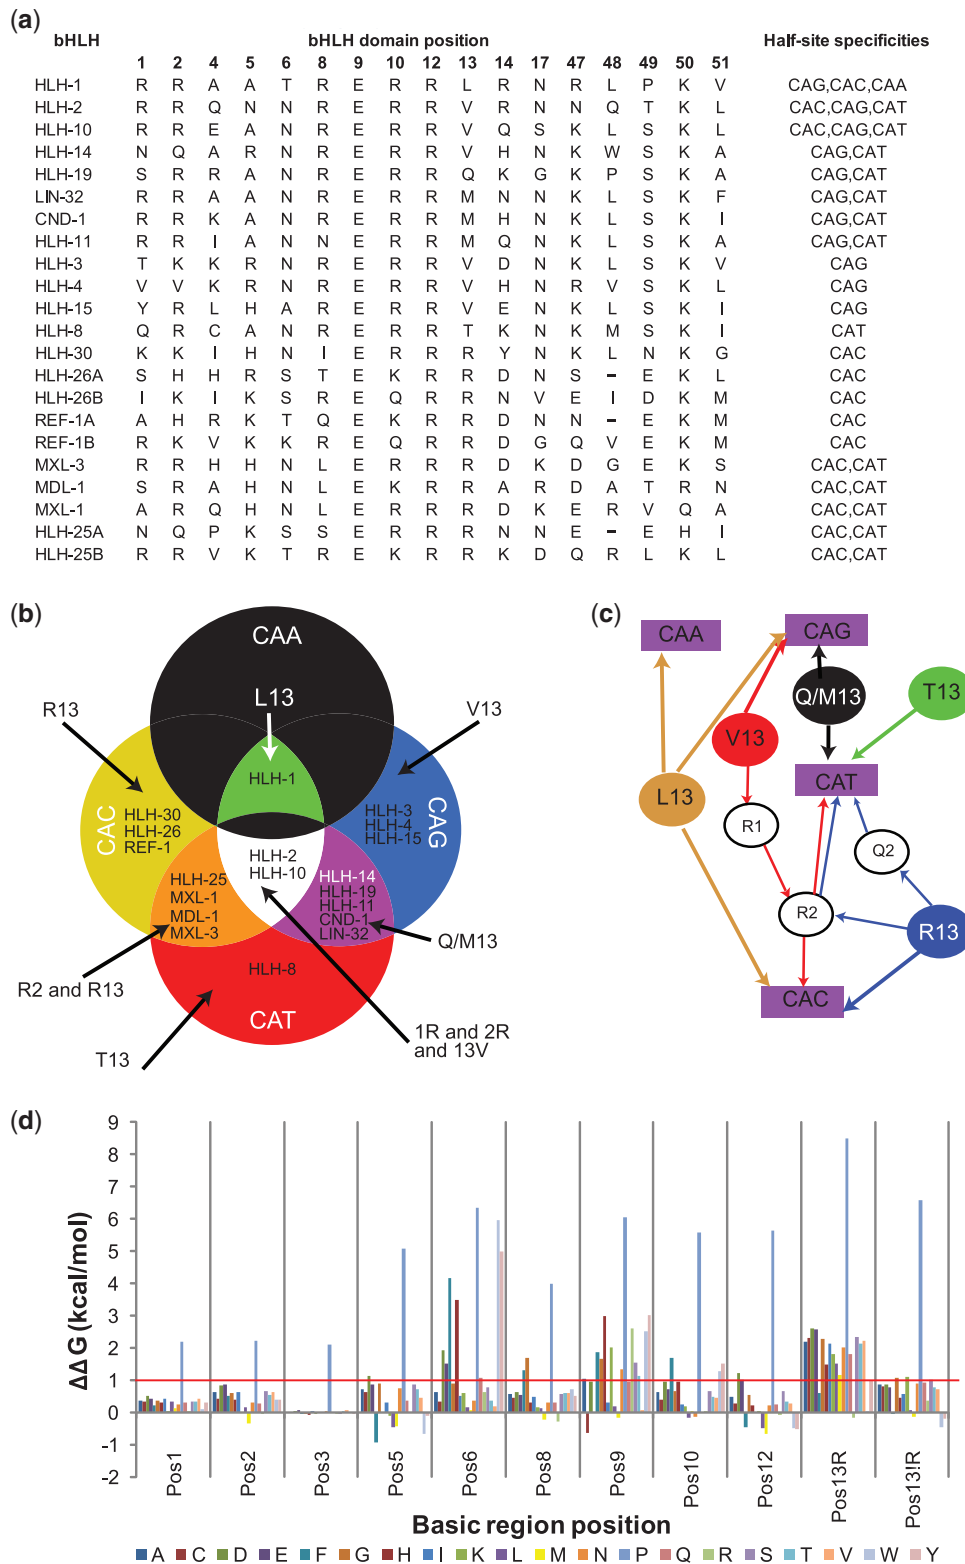 (a)
bHLH bHLH domain position Half-site specificities
1 2 4 5 6 8 9 10 12 13 14 17 47 48 49 50 51
HLH-1 R R A A T R E R R L R N R L P K V CAG,CAC,CAA
HLH-2 R R Q N N R E R R V R N N Q T K L CAC,CAG,CAT
HLH-10 R R E A N R E R R V Q S K L S K L CAC,CAG,CAT
HLH-14 N Q A R N R E R R V H N K W S K A CAG,CAT
HLH-19 S R R A N R E R R Q K G K P S K A CAG,CAT
LIN-32 R R A A N R E R R M N N K L S K F CAG,CAT
CND-1 R R K A N R E R R M H N K L S K I CAG,CAT
HLH-11 R R I A N N E R R M Q N K L S K A CAG,CAT
HLH-3 T K K R N R E R R V D N K L S K V CAG
HLH-4 V V K R N R E R R V H N R V S K L CAG
HLH-15 Y R L H A R E R R V E N K L S K I CAG
HLH-8 Q R C A N R E R R T K N K M S K I CAT
HLH-30 K K I H N I E R R R Y N K L N K G CAC
HLH-26A S H H R S T E K R R D N S – E K L CAC
HLH-26B I K I K S R E Q R R N V E I D K M CAC
REF-1A A H R K T Q E K R R D N N – E K M CAC
REF-1B R K V K K R E Q R R D G Q V E K M CAC
MXL-3 R R H H N L E R R R D K D G E K S CAC,CAT
MDL-1 S R A H N L E K R R A R D A T R N CAC,CAT
MXL-1 A R Q H N L E R R R D K E R V Q A CAC,CAT
HLH-25A N Q P K S S E R R R N N E – E H I CAC,CAT
HLH-25B R R V K T R E K R R K D Q R L K L CAC,CAT
(b)
CAA
L13
R13
V13
HLH-1
CAC
HLH-30
HLH-26
REF-1
CAG
HLH-3
HLH-4
HLH-15
HLH-2
HLH-10
HLH-25
MXL-1
MDL-1
MXL-3
HLH-14
HLH-19
HLH-11
CND-1
LIN-32
Q/M13
HLH-8
R2 and R13
CAT
T13
1R and 2R
and 13V
(c)
CAA
CAG
Q/M13
T13
V13
CAT
L13
R1
Q2
R2
R13
CAC
(d)
ΔΔG (kcal/mol)
9
8
7
6
5
4
3
2
1
0
-1
-2
Pos1 Pos2 Pos3 Pos5 Pos6 Pos8 Pos9 Pos10 Pos12 Pos13R Pos13!R
Basic region position
A C D E F G H I K L M N P Q R S T V W Y